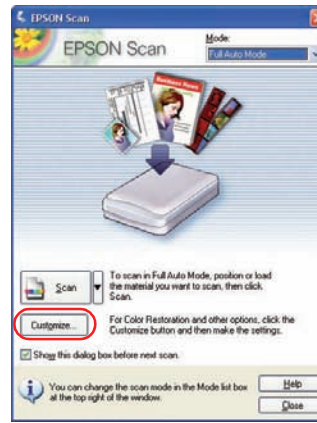 EPSON Scan
EPSON Scan
Mode:
Full Auto Mode
Business News
Scan
To scan in Full Auto Mode, position or load
the material you want to scan, then click
Scan.
Customize...
For Color Restoration and other options, click the
Customize button and then make the settings.
Show this dialog box before next scan.
You can change the scan mode in the Mode list box
at the top right of the window.
Help
Close